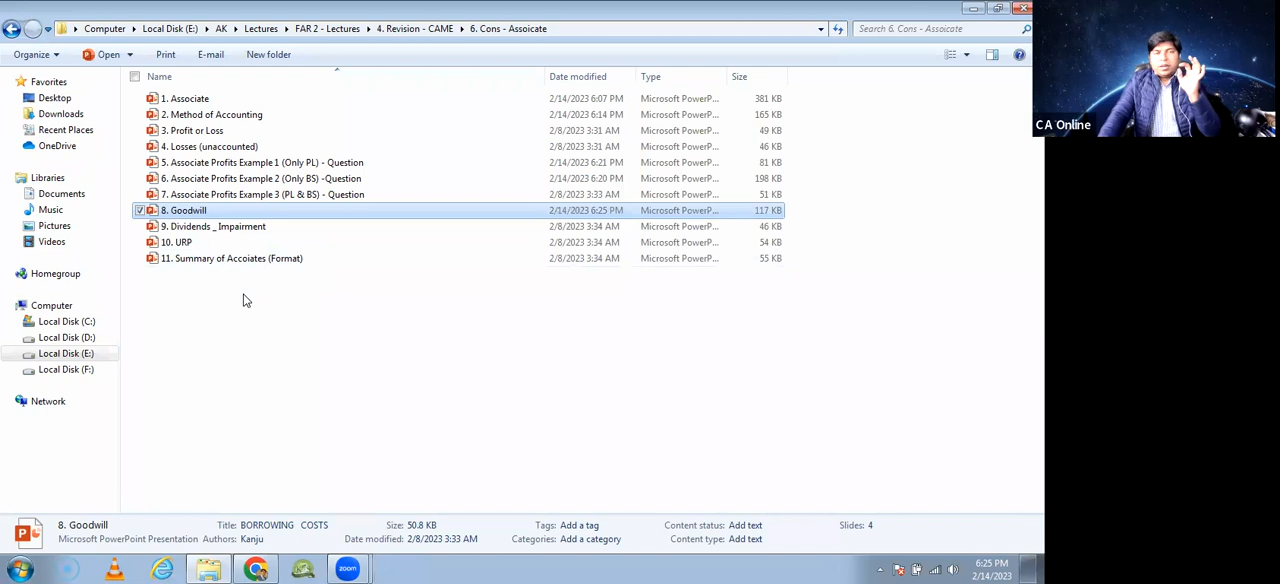 Computer Local Disk (E:) AK Lectures FAR 2 - Lectures 4. Revision - CAME 6. Cons - Assoicate
Search 6. Cons - Assoicate
Organize Open Print E-mail New folder
Name Date modified Type Size
Favorites
Desktop
Downloads
Recent Places
OneDrive
Libraries
Documents
Music
Pictures
Videos
Homegroup
Computer
Local Disk (C:)
Local Disk (D:)
Local Disk (E:)
Local Disk (F:)
Network
1. Associate 2/14/2023 6:07 PM Microsoft PowerP... 381 KB
2. Method of Accounting 2/14/2023 6:14 PM Microsoft PowerP... 165 KB
3. Profit or Loss 2/8/2023 3:31 AM Microsoft PowerP... 49 KB
4. Losses (unaccounted) 2/8/2023 3:31 AM Microsoft PowerP... 46 KB
5. Associate Profits Example 1 (Only PL) - Question 2/14/2023 6:21 PM Microsoft PowerP... 81 KB
6. Associate Profits Example 2 (Only BS) -Question 2/14/2023 6:20 PM Microsoft PowerP... 198 KB
7. Associate Profits Example 3 (PL & BS) - Question 2/8/2023 3:33 AM Microsoft PowerP... 51 KB
8. Goodwill 2/14/2023 6:25 PM Microsoft PowerP... 117 KB
9. Dividends _ Impairment 2/8/2023 3:34 AM Microsoft PowerP... 46 KB
10. URP 2/8/2023 3:34 AM Microsoft PowerP... 54 KB
11. Summary of Accoiates (Format) 2/8/2023 3:34 AM Microsoft PowerP... 55 KB
C A Online
8. Goodwill Title: BORROWING COSTS Size: 50.8 KB Tags: Add a tag Content status: Add text Slides: 4
Microsoft PowerPoint Presentation Authors: Kanju Date modified: 2/8/2023 3:33 AM Categories: Add a category Content type: Add text
zoom
6:25 PM
2/14/2023